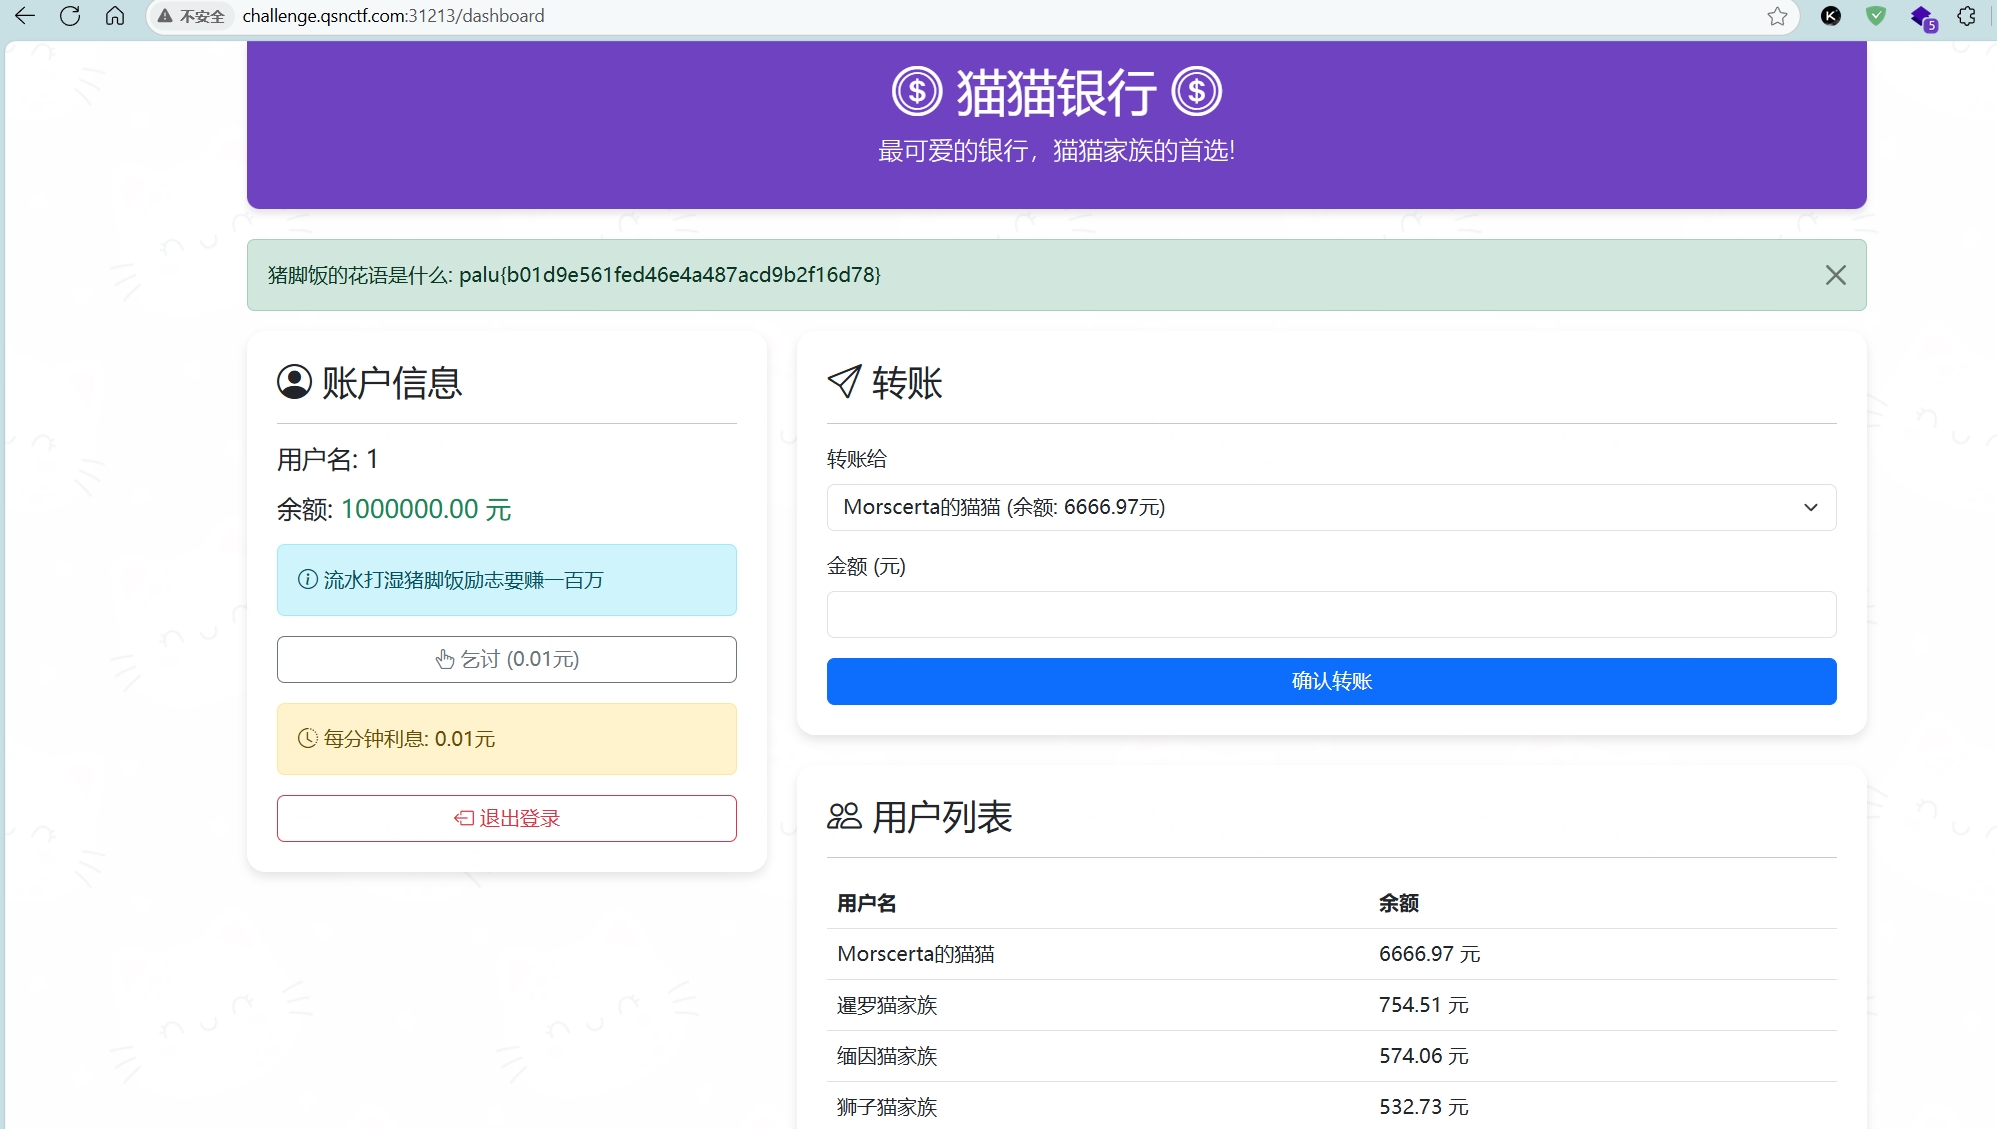 不安全 challenge.qsnctf.com:31213/dashboard
K
5
猫猫银行
最可爱的银行，猫猫家族的首选!
猪脚饭的花语是什么: palu{b01d9e561fed46e4a487acd9b2f16d78}
账户信息
用户名: 1
余额: 1000000.00 元
流水打湿猪脚饭励志要赚一百万
乞讨 (0.01元)
每分钟利息: 0.01元
退出登录
转账
转账给
Morscerta的猫猫 (余额: 6666.97元)
金额 (元)
确认转账
用户列表
用户名 余额
Morscerta的猫猫 6666.97 元
暹罗猫家族 754.51 元
缅因猫家族 574.06 元
狮子猫家族 532.73 元